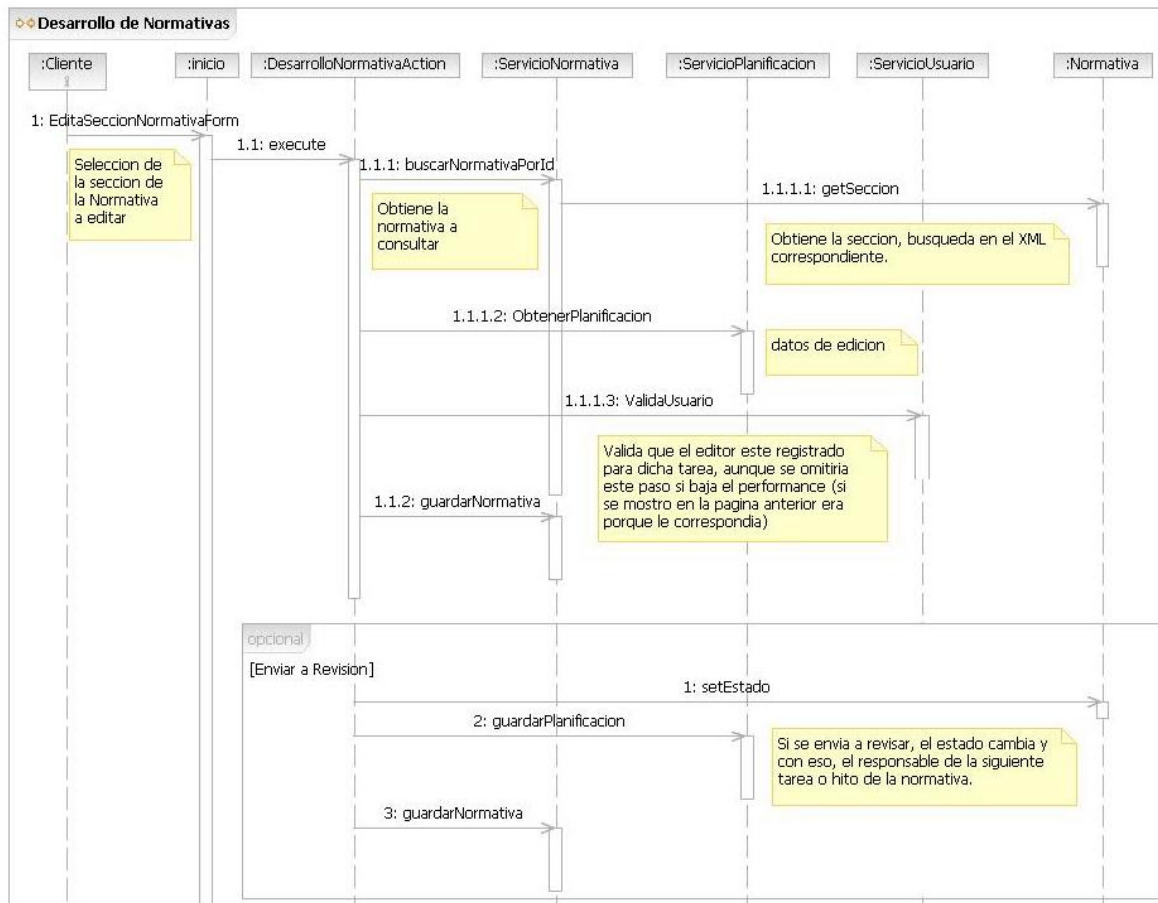 Desarrollo de Normativas
:Cliente
:inicio
:DesarrolloNormativaAction
:ServicioNormativa
:ServicioPlanificacion
:ServicioUsuario
:Normativa
1: EditaSeccionNormativaForm
Seleccion de
la seccion de
la Normativa
a editar
1.1: execute
1.1.1: buscarNormativaPorId
Obtiene la
normativa a
consultar
1.1.1.1: getSeccion
Obtiene la seccion, busqueda en el XML
correspondiente.
1.1.1.2: ObtenerPlanificacion
datos de edicion
1.1.1.3: ValidaUsuario
Valida que el editor este registrado
para dicha tarea, aunque se omitiria
este paso si baja el performance (si
se mostro en la pagina anterior era
porque le correspondia)
1.1.2: guardarNormativa
opcional
[Enviar a Revision]
1: setEstado
2: guardarPlanificacion
Si se envia a revisar, el estado cambia y
con eso, el responsable de la siguiente
tarea o hito de la normativa.
3: guardarNormativa